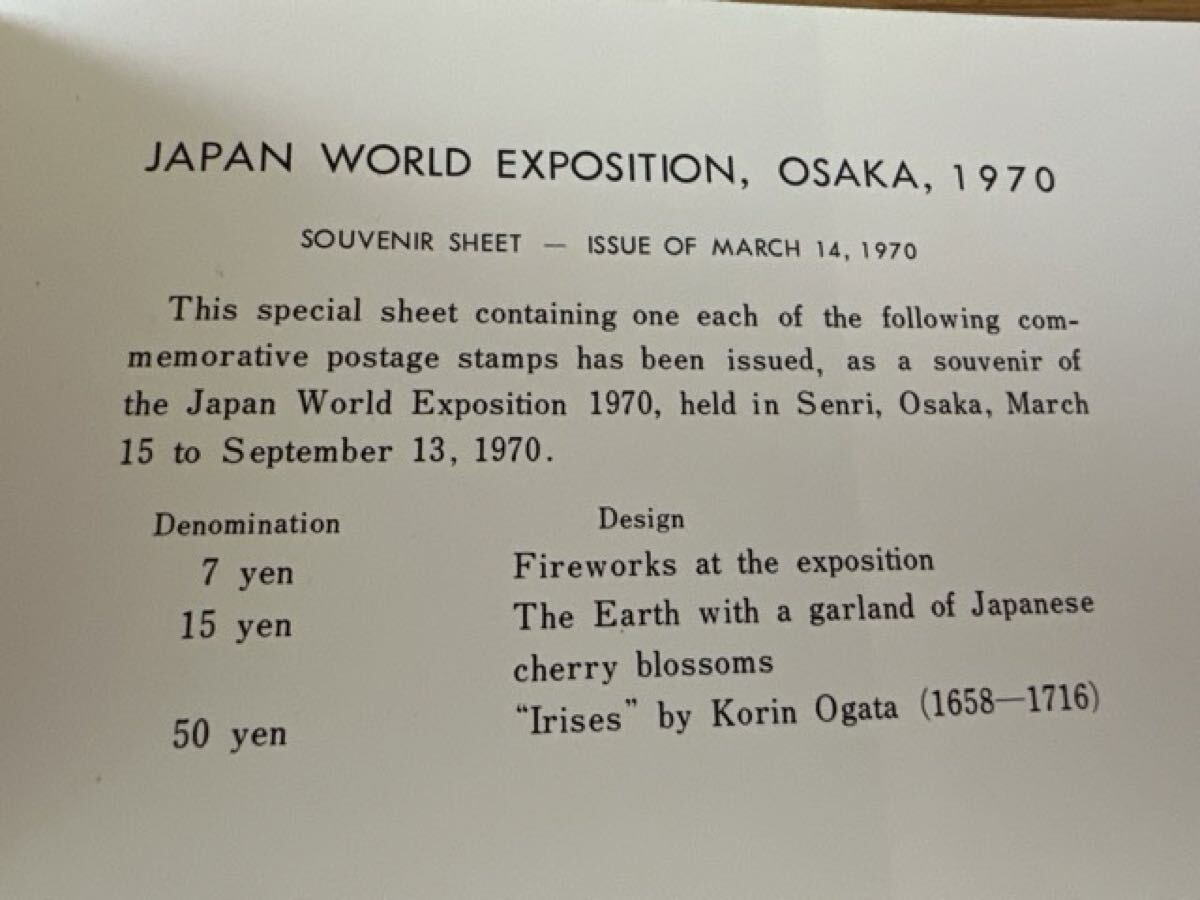 JAPAN WORLD EXPOSITION, OSAKA, 1970
SOUVENIR SHEET — ISSUE OF MARCH 14, 1970
This special sheet containing one each of the following com-
memorative postage stamps has been issued, as a souvenir of
the Japan World Exposition 1970, held in Senri, Osaka, March
15 to September 13, 1970.
Denomination Design
7 yen Fireworks at the exposition
15 yen The Earth with a garland of Japanese
cherry blossoms
50 yen "Irises" by Korin Ogata (1658—1716)